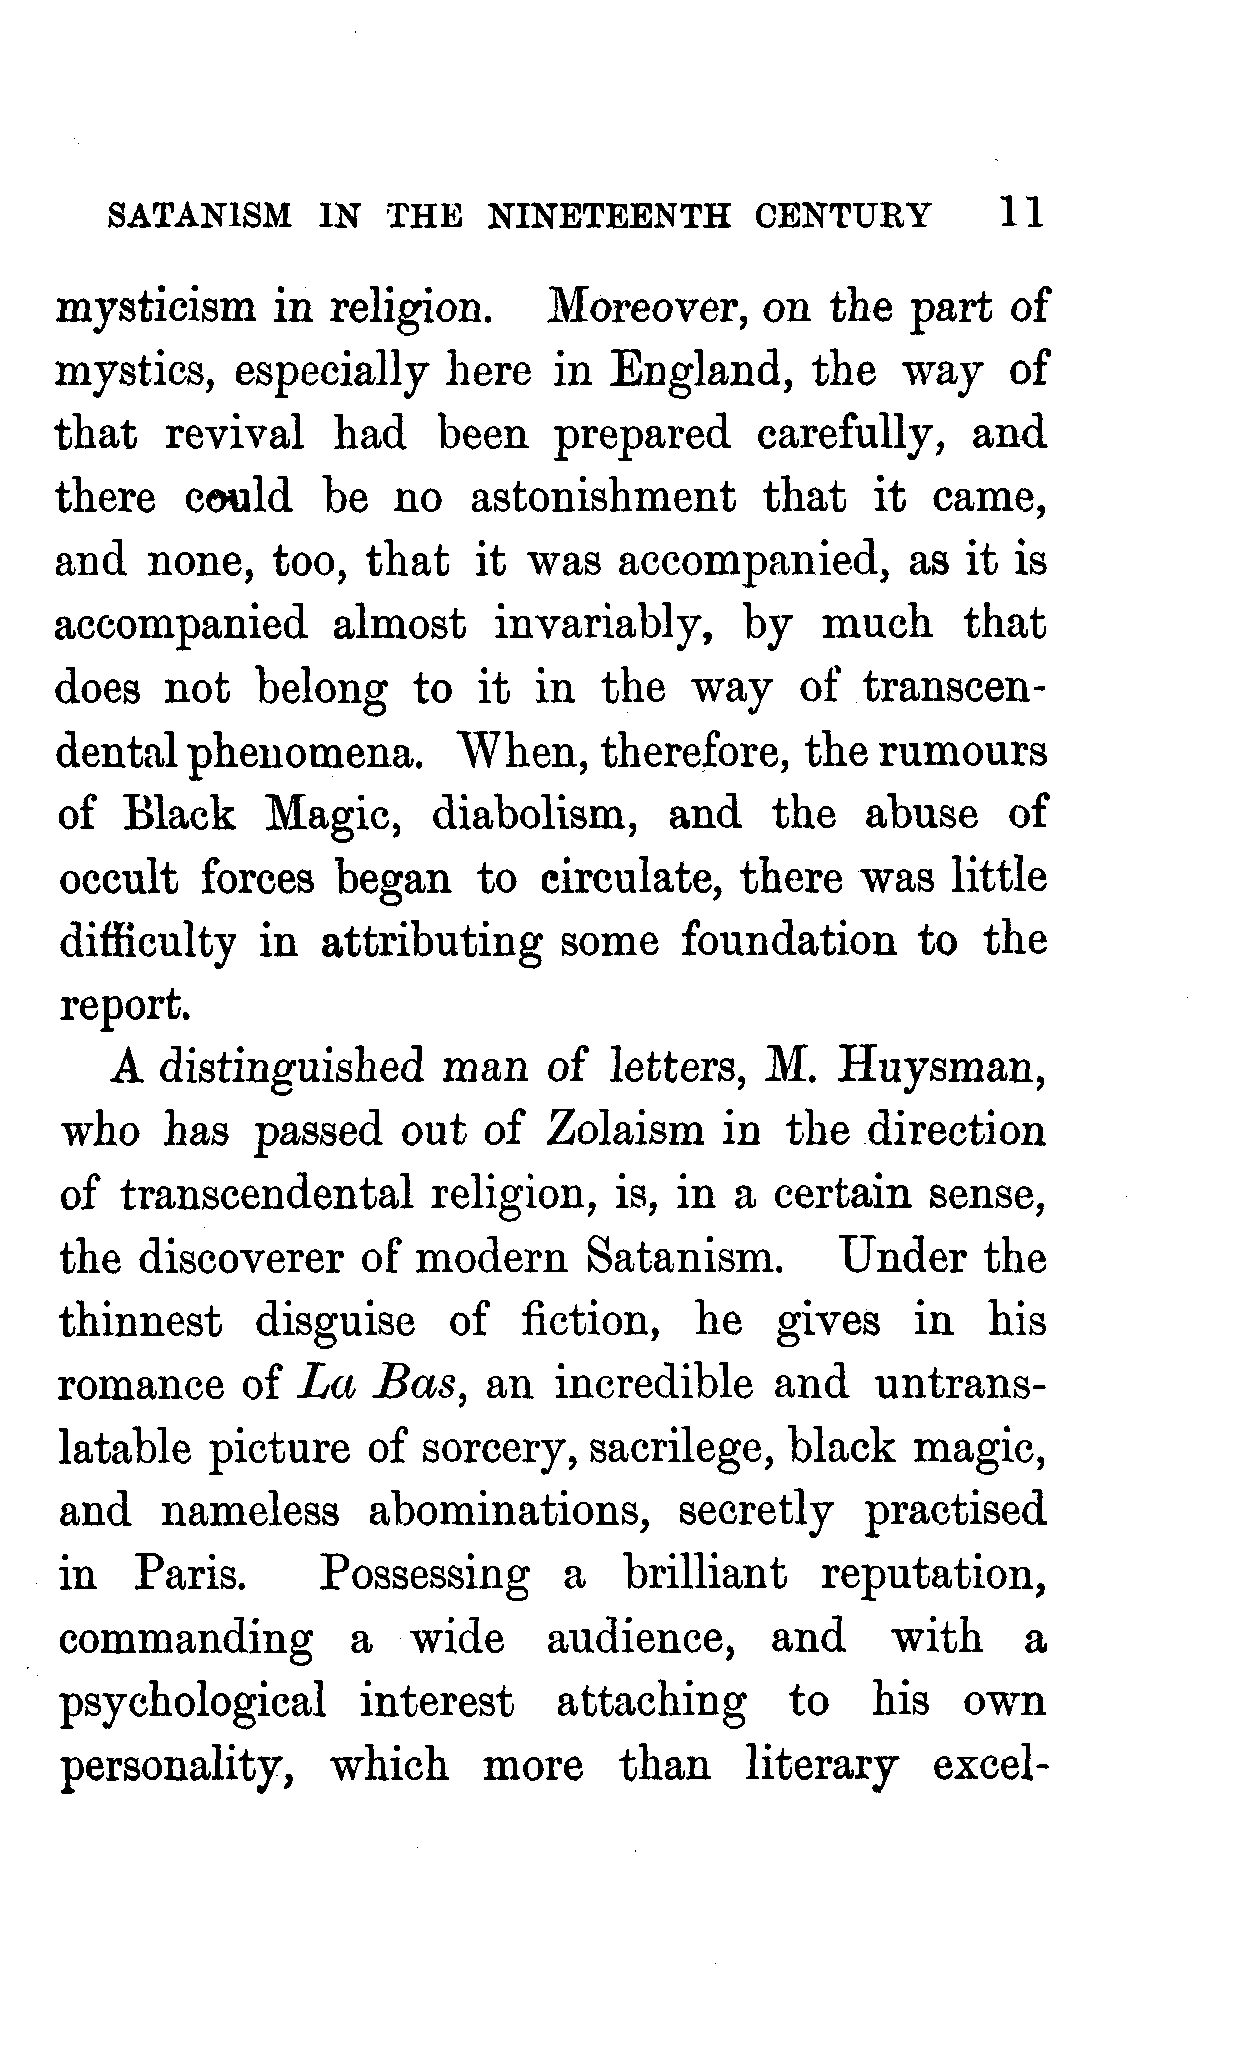 SATANISM IN THE NINETEENTH CENTURY 11
mysticism in religion. Moreover, on the part of
mystics, especially here in England, the way of
that revival had been prepared carefully, and
there could be no astonishment that it came,
and none, too, that it was accompanied, as it is
accompanied almost invariably, by much that
does not belong to it in the way of transcen-
dental phenomena. When, therefore, the rumours
of Black Magic, diabolism, and the abuse of
occult forces began to circulate, there was little
difficulty in attributing some foundation to the
report.
A distinguished man of letters, M. Huysman,
who has passed out of Zolaism in the direction
of transcendental religion, is, in a certain sense,
the discoverer of modern Satanism. Under the
thinnest disguise of fiction, he gives in his
romance of La Bas, an incredible and untrans-
latable picture of sorcery, sacrilege, black magic,
and nameless abominations, secretly practised
in Paris. Possessing a brilliant reputation,
commanding a wide audience, and with a
psychological interest attaching to his own
personality, which more than literary excel-